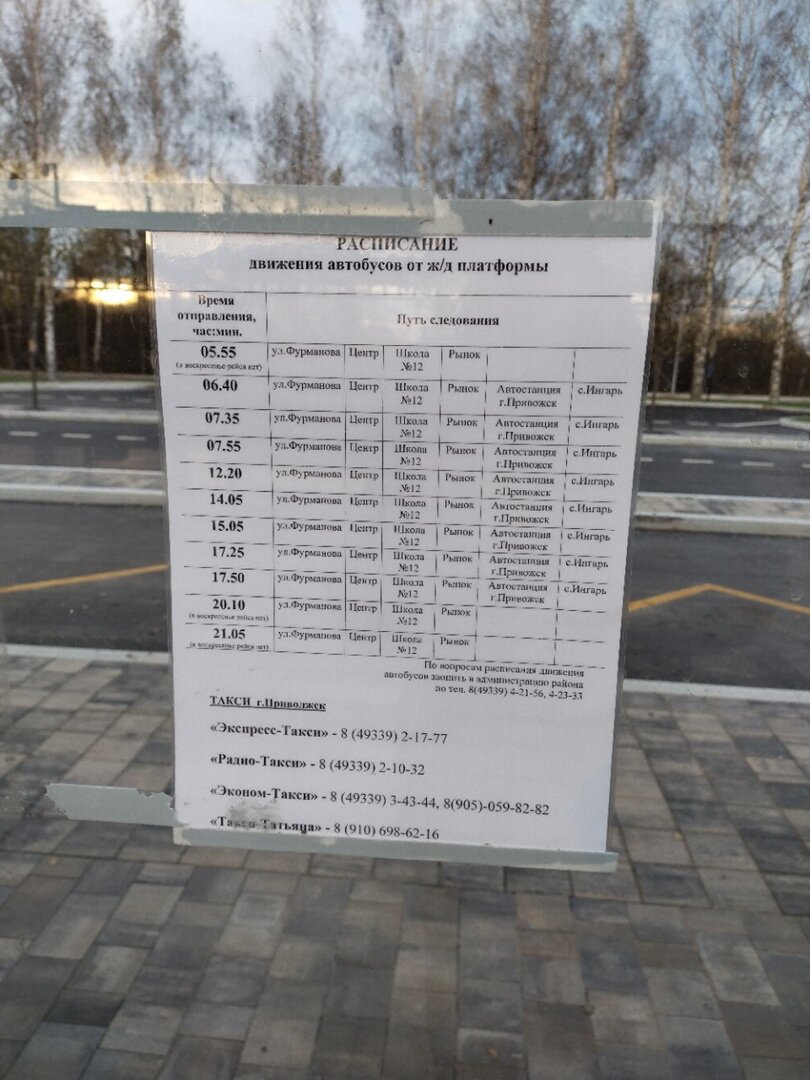 РАСПИСАНИЕ
движения автобусов от ж/д платформы
Время отправления, час:мин. Путь следования
05.55 (в воскресенье рейса нет) ул.Фурманова Центр Школа №12 Рынок
06.40 ул.Фурманова Центр Школа №12 Рынок Автостанция г.Привожск с.Ингарь
07.35 ул.Фурманова Центр Школа №12 Рынок Автостанция г.Привожск с.Ингарь
07.55 ул.Фурманова Центр Школа №12 Рынок Автостанция г.Привожск с.Ингарь
12.20 ул.Фурманова Центр Школа №12 Рынок Автостанция г.Привожск с.Ингарь
14.05 ул.Фурманова Центр Школа №12 Рынок Автостанция г.Привожск с.Ингарь
15.05 ул.Фурманова Центр Школа №12 Рынок Автостанция г.Привожск с.Ингарь
17.25 ул.Фурманова Центр Школа №12 Рынок Автостанция г.Привожск с.Ингарь
17.50 ул.Фурманова Центр Школа №12 Рынок Автостанция г.Привожск с.Ингарь
20.10 (в воскресенье рейса нет) ул.Фурманова Центр Школа №12 Рынок
21.05 (в воскресенье рейса нет) ул.Фурманова Центр Школа №12 Рынок
По вопросам расписания движения
автобусов звонить в администрацию района
по тел. 8(49339) 4-21-56, 4-23-33
ТАКСИ г.Приволжск
«Экспресс-Такси» - 8 (49339) 2-17-77
«Радио-Такси» - 8 (49339) 2-10-32
«Эконом-Такси» - 8 (49339) 3-43-44, 8(905)-059-82-82
«Такси-Татьяна» - 8 (910) 698-62-16